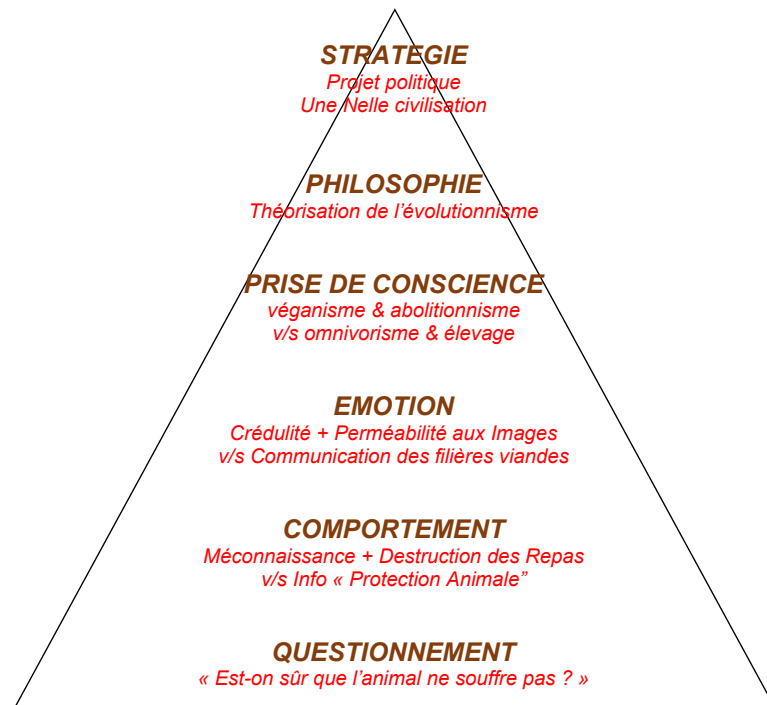 STRATEGIE
Projet politique
Une Nelle civilisation
PHILOSOPHIE
Théorisation de l’évolutionnisme
PRISE DE CONSCIENCE
véganisme & abolitionnisme
v/s omnivorisme & élevage
EMOTION
Crédulité + Perméabilité aux Images
v/s Communication des filières viandes
COMPORTEMENT
Méconnaissance + Destruction des Repas
v/s Info « Protection Animale”
QUESTIONNEMENT
« Est-on sûr que l’animal ne souffre pas ? »